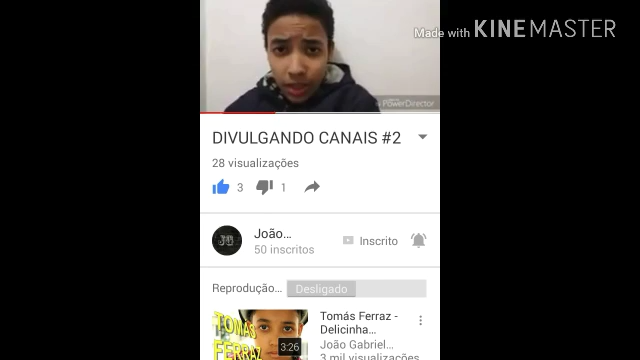 Made with KINEMASTER
PowerDirector
DIVULGANDO CANAIS #2
28 visualizações
3 1
João...
50 inscritos
Inscrito
Reprodução... Desligado
Tomás Ferraz -
Delicinha...
João Gabriel...
3 mil visualizações
TOMÁS
FERRAZ
3:26